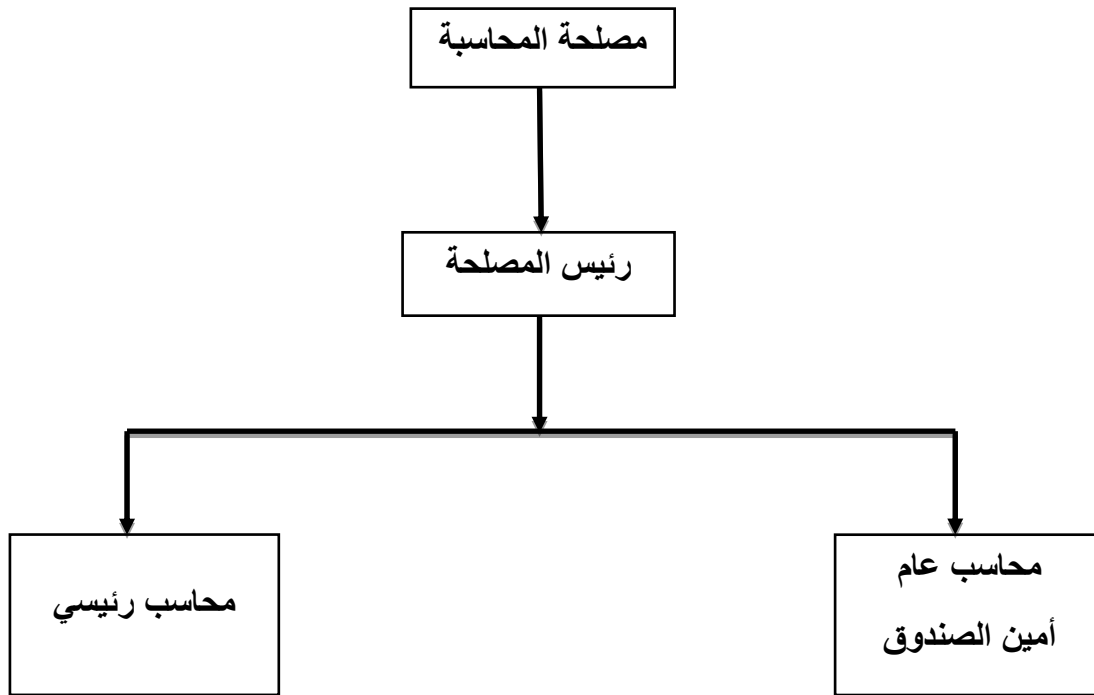 مصلحة المحاسبة
رئيس المصلحة
محاسب عام
أمين الصندوق
محاسب رئيسي